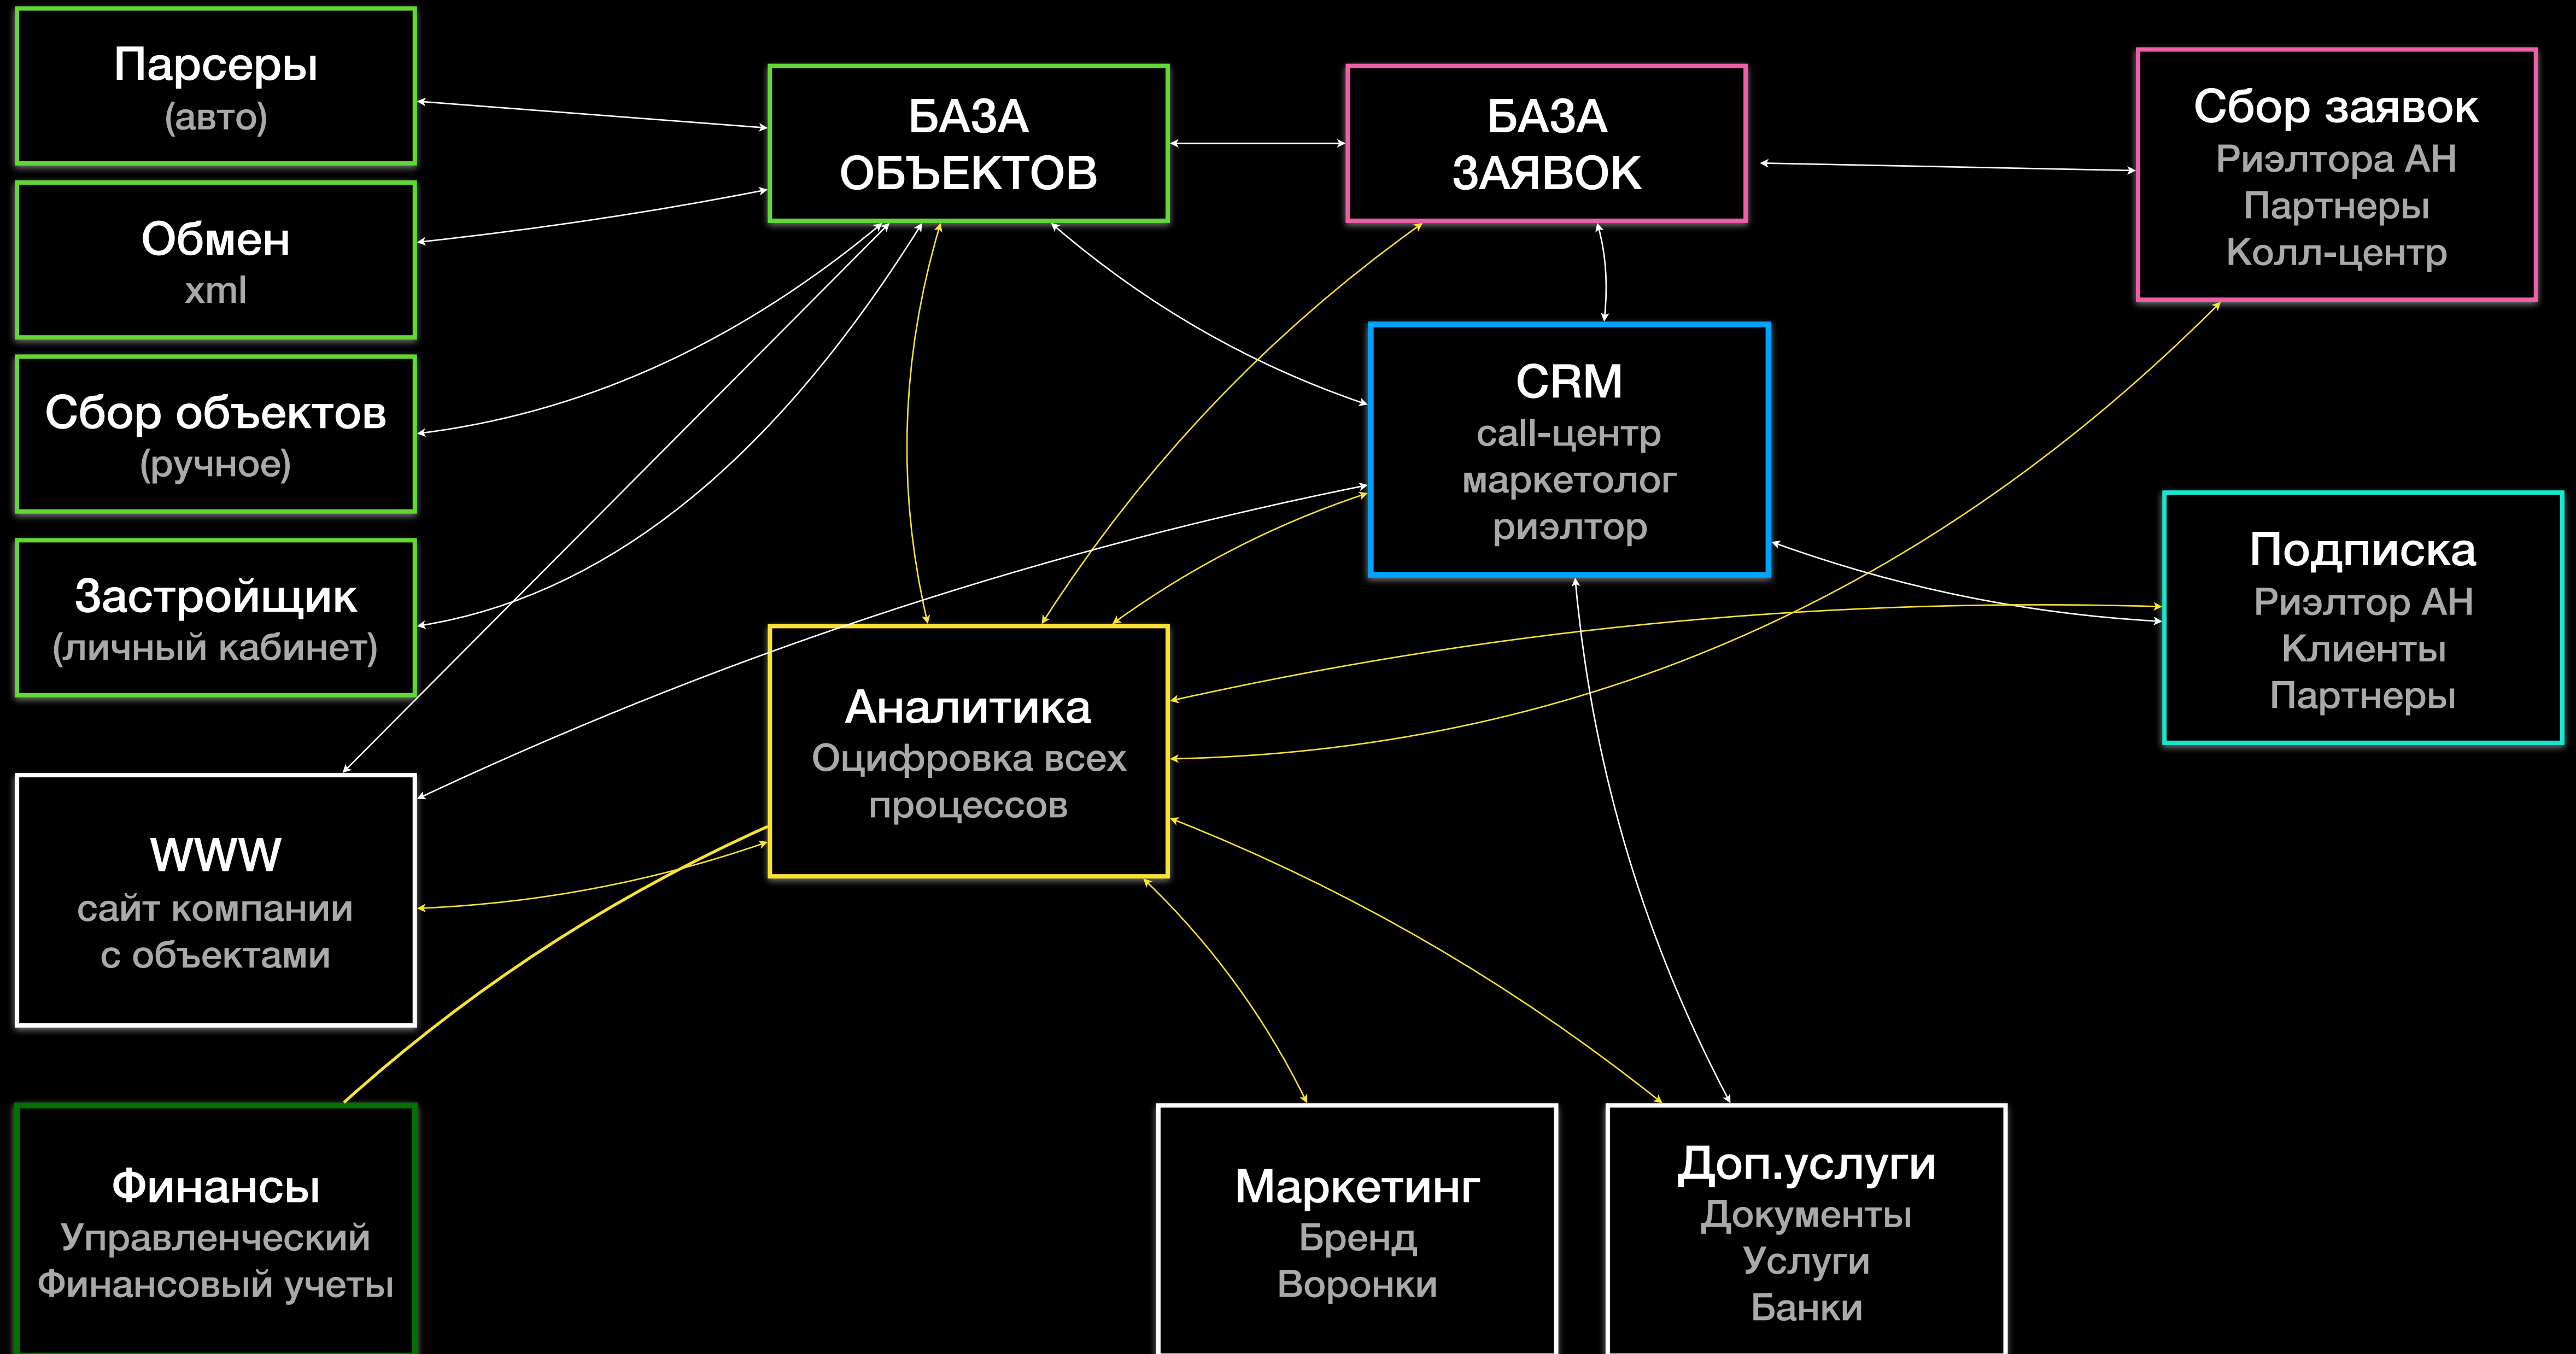 Парсеры
(авто)
Обмен
xml
Сбор объектов
(ручное)
Застройщик
(личный кабинет)
WWW
сайт компании
с объектами
Финансы
Управленческий
Финансовый учеты
БАЗА
ОБЪЕКТОВ
БАЗА
ЗАЯВОК
Сбор заявок
Риэлтора АН
Партнеры
Колл-центр
CRM
call-центр
маркетолог
риэлтор
Подписка
Риэлтор АН
Клиенты
Партнеры
Аналитика
Оцифровка всех
процессов
Маркетинг
Бренд
Воронки
Доп.услуги
Документы
Услуги
Банки